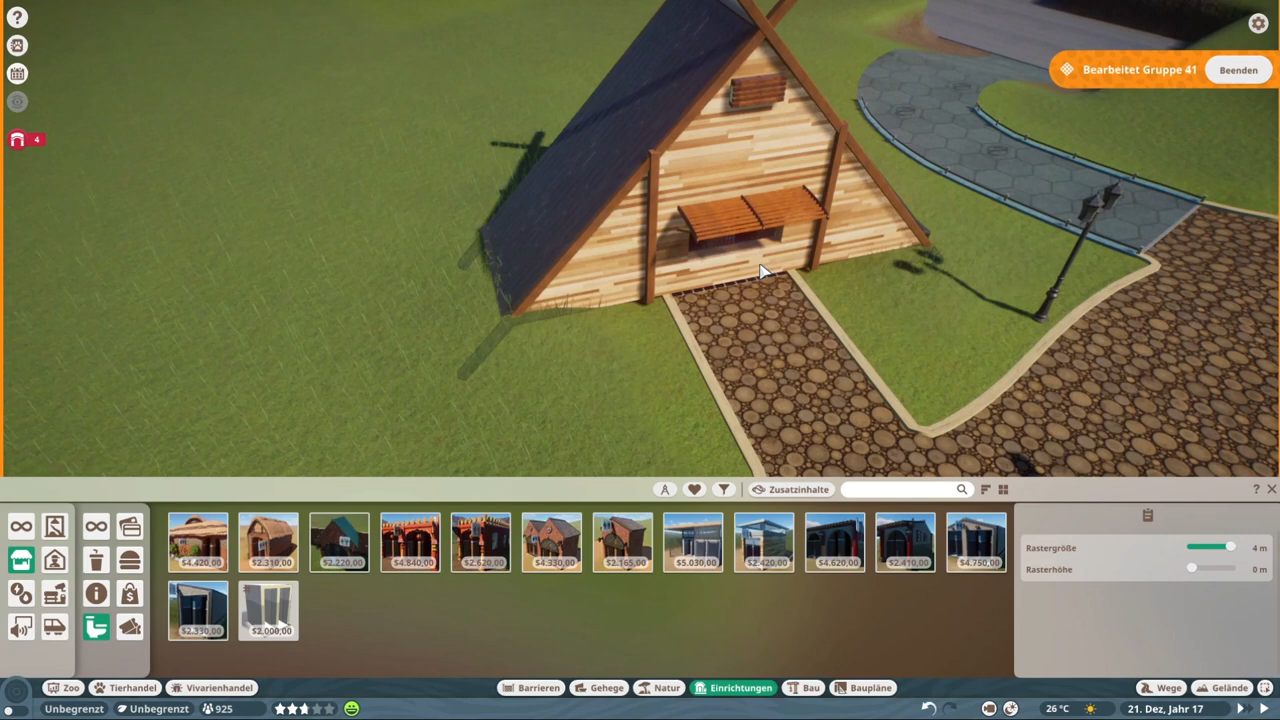 Bearbeitet Gruppe 41
Beenden
4
Zusatzinhalte
?
$4.420,00
$2.310,00
$2.220,00
$4.840,00
$2.620,00
$4.330,00
$2.165,00
$5.030,00
$2.420,00
$4.620,00
$2.410,00
$4.750,00
$2.330,00
$2.000,00
Rastergröße 4 m
Rasterhöhe 0 m
Zoo
Tierhandel
Vivarienhandel
Barrieren
Gehege
Natur
Einrichtungen
Bau
Baupläne
Wege
Gelände
Unbegrenzt
Unbegrenzt
925
26 °C
21. Dez, Jahr 17